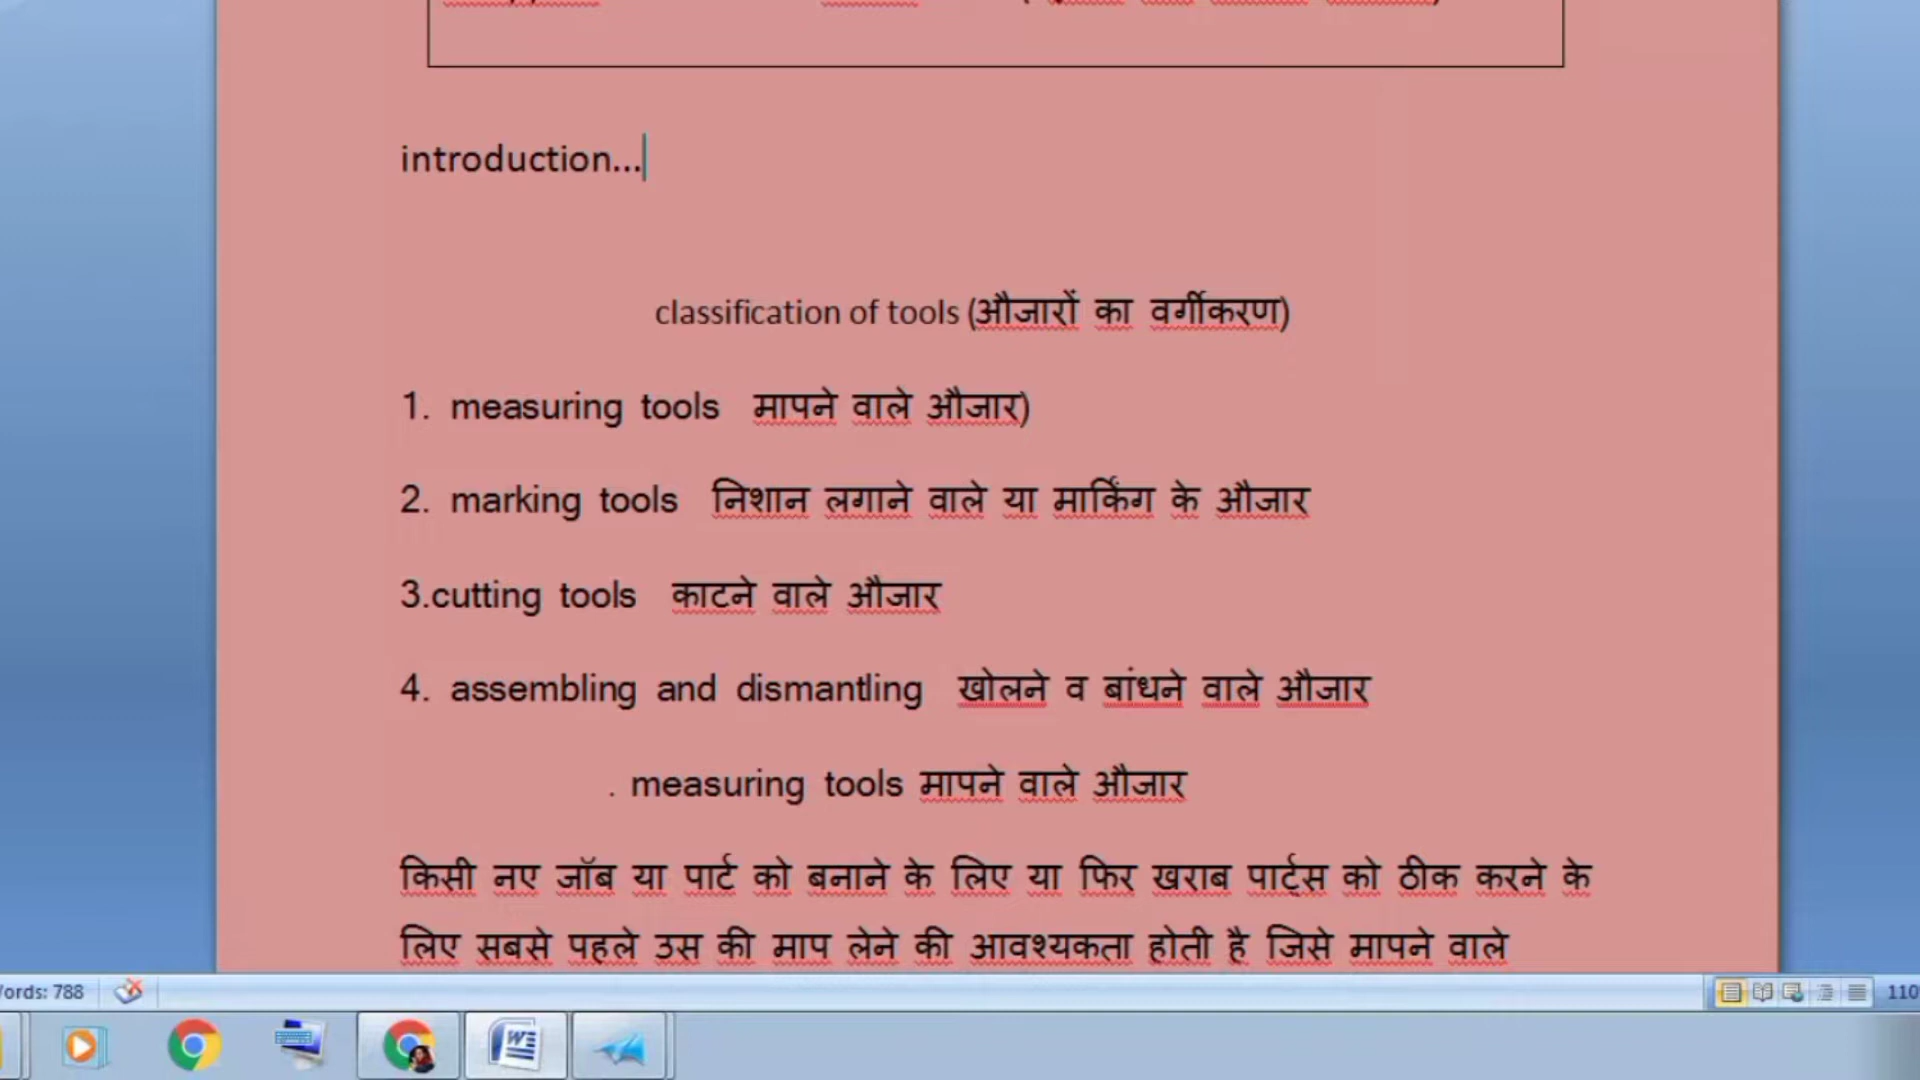 introduction...
classification of tools (औजारों का वर्गीकरण)
1. measuring tools मापने वाले औजार)
2. marking tools निशान लगाने वाले या मार्किंग के औजार
3.cutting tools काटने वाले औजार
4. assembling and dismantling खोलने व बांधने वाले औजार
. measuring tools मापने वाले औजार
किसी नए जॉब या पार्ट को बनाने के लिए या फिर खराब पार्ट्स को ठीक करने के
लिए सबसे पहले उस की माप लेने की आवश्यकता होती है जिसे मापने वाले
ords: 788
110